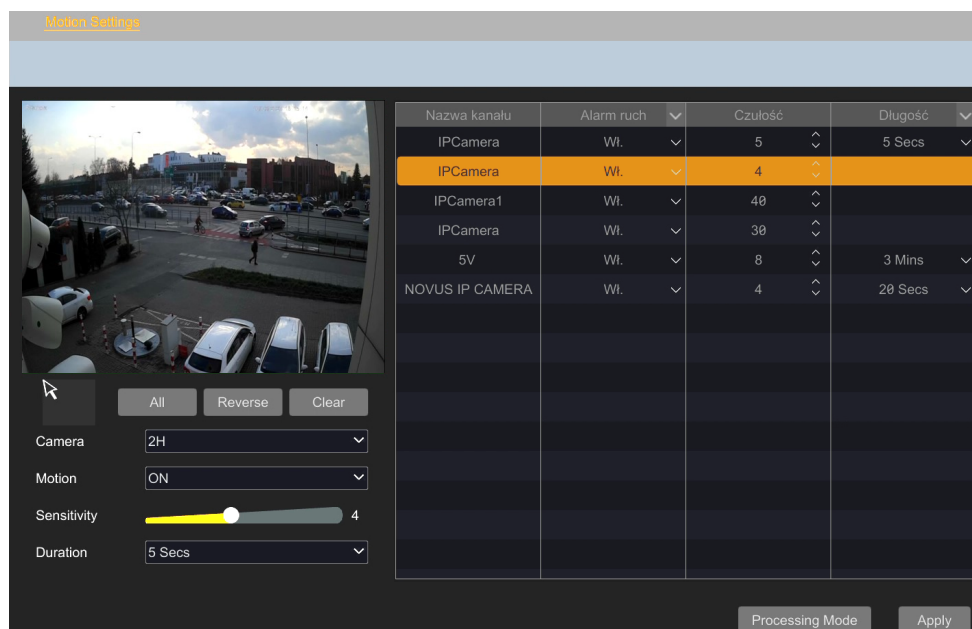 Motion Settings
Nazwa kanału Alarm ruch Czułość Długość
IPCamera Wł. 5 5 Secs
IPCamera Wł. 4
IPCamera1 Wł. 40
IPCamera Wł. 30
5V Wł. 8 3 Mins
NOVUS IP CAMERA Wł. 4 20 Secs
All Reverse Clear
Camera 2H
Motion ON
Sensitivity 4
Duration 5 Secs
Processing Mode Apply